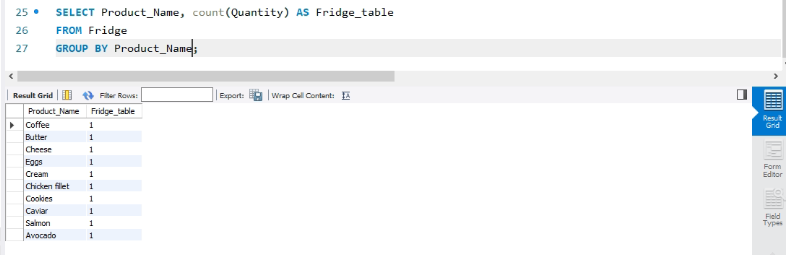 25 SELECT Product_Name, count(Quantity) AS Fridge_table
26 FROM Fridge
27 GROUP BY Product_Name;
Result Grid Filter Rows: Export: Wrap Cell Content:
Product_Name Fridge_table
Coffee 1
Butter 1
Cheese 1
Eggs 1
Cream 1
Chicken fillet 1
Cookies 1
Caviar 1
Salmon 1
Avocado 1
Result
Grid
Form
Editor
Field
Types